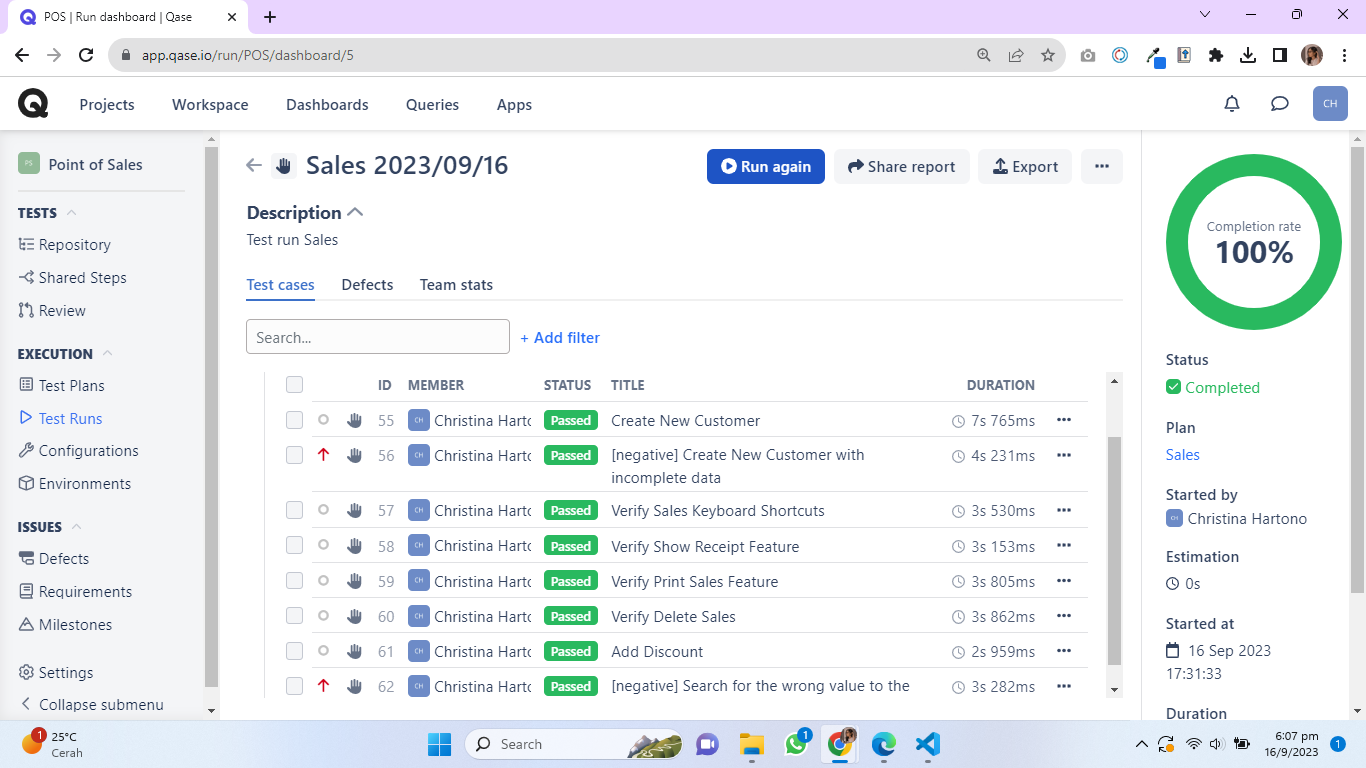 POS | Run dashboard | Qase
app.qase.io/run/POS/dashboard/5
Projects Workspace Dashboards Queries Apps CH
PS Point of Sales
TESTS
Repository
Shared Steps
Review
EXECUTION
Test Plans
Test Runs
Configurations
Environments
ISSUES
Defects
Requirements
Milestones
Settings
Collapse submenu
Sales 2023/09/16
Run again Share report Export
Description
Test run Sales
Test cases Defects Team stats
Search... + Add filter
ID MEMBER STATUS TITLE DURATION
55 CH Christina Harto Passed Create New Customer 7s 765ms
56 CH Christina Harto Passed [negative] Create New Customer with 4s 231ms
incomplete data
57 CH Christina Harto Passed Verify Sales Keyboard Shortcuts 3s 530ms
58 CH Christina Harto Passed Verify Show Receipt Feature 3s 153ms
59 CH Christina Harto Passed Verify Print Sales Feature 3s 805ms
60 CH Christina Harto Passed Verify Delete Sales 3s 862ms
61 CH Christina Harto Passed Add Discount 2s 959ms
62 CH Christina Harto Passed [negative] Search for the wrong value to the 3s 282ms
Completion rate
100%
Status
Completed
Plan
Sales
Started by
CH Christina Hartono
Estimation
0s
Started at
16 Sep 2023
17:31:33
Duration
1
25°C
Cerah
Search
1
6:07 pm
16/9/2023
1